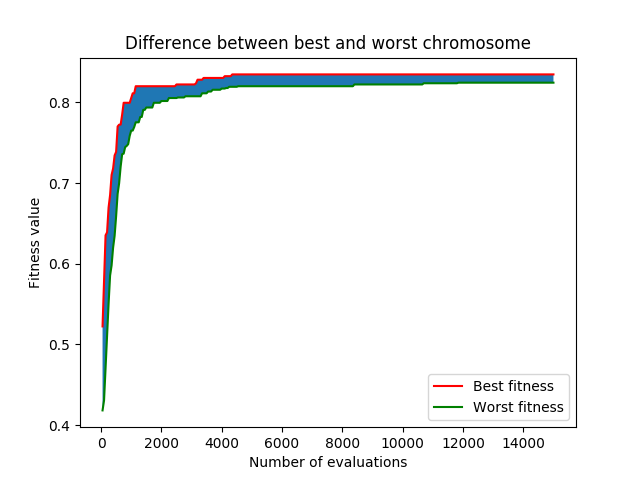 Difference between best and worst chromosome
Fitness value
0.8
0.7
0.6
0.5
0.4
0
2000
4000
6000
8000
10000
12000
14000
Number of evaluations
Best fitness
Worst fitness